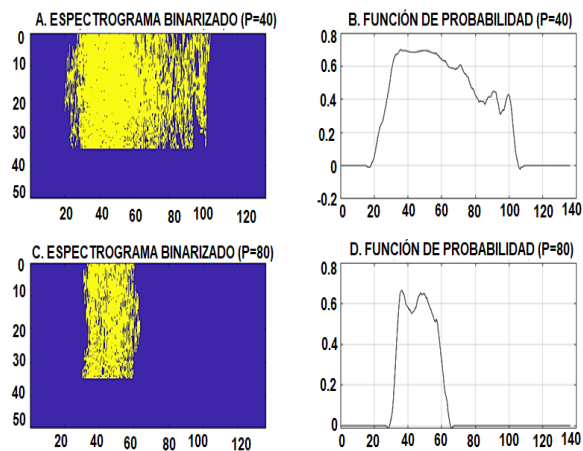 A. ESPECTROGRAMA BINARIZADO (P=40)
0
10
20
30
40
50
20 40 60 80 100 120
B. FUNCIÓN DE PROBABILIDAD (P=40)
0.8
0.6
0.4
0.2
0
-0.2
0 20 40 60 80 100 120 140
C. ESPECTROGRAMA BINARIZADO (P=80)
0
10
20
30
40
50
20 40 60 80 100 120
D. FUNCIÓN DE PROBABILIDAD (P=80)
0.8
0.6
0.4
0.2
0
0 20 40 60 80 100 120 140